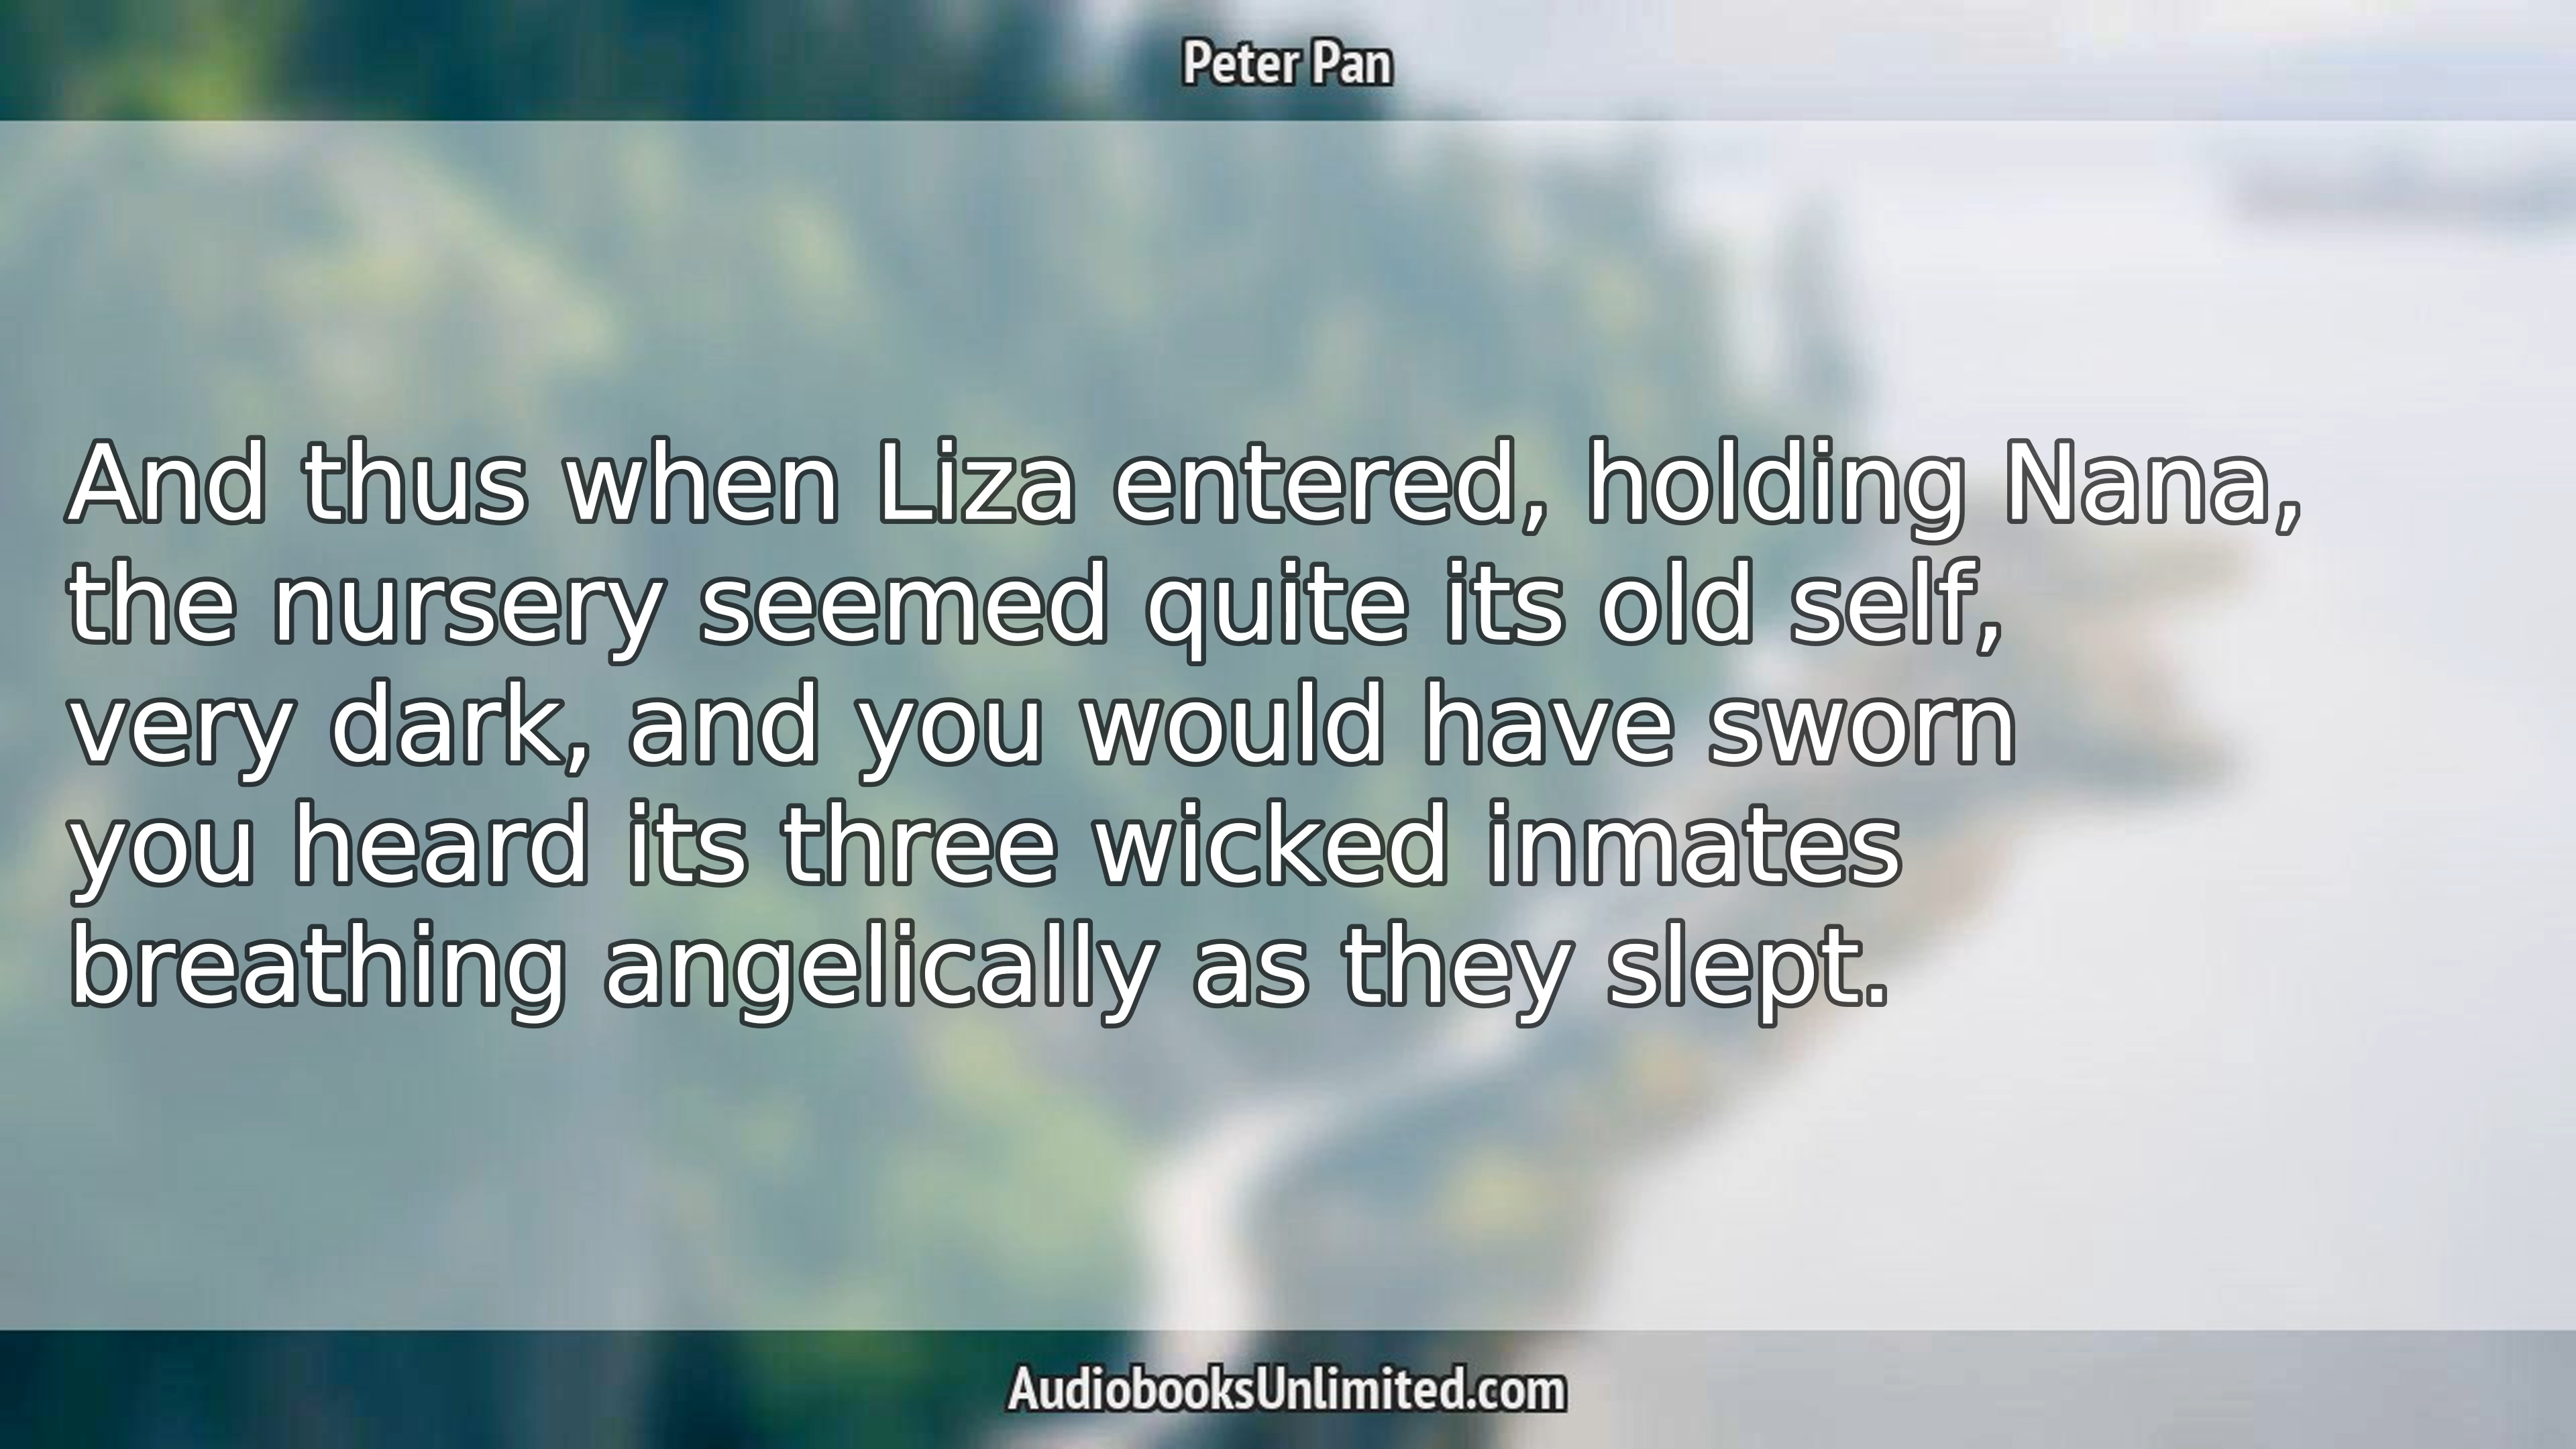 Peter Pan
And thus when Liza entered, holding Nana,
the nursery seemed quite its old self,
very dark, and you would have sworn
you heard its three wicked inmates
breathing angelically as they slept.
AudiobooksUnlimited.com